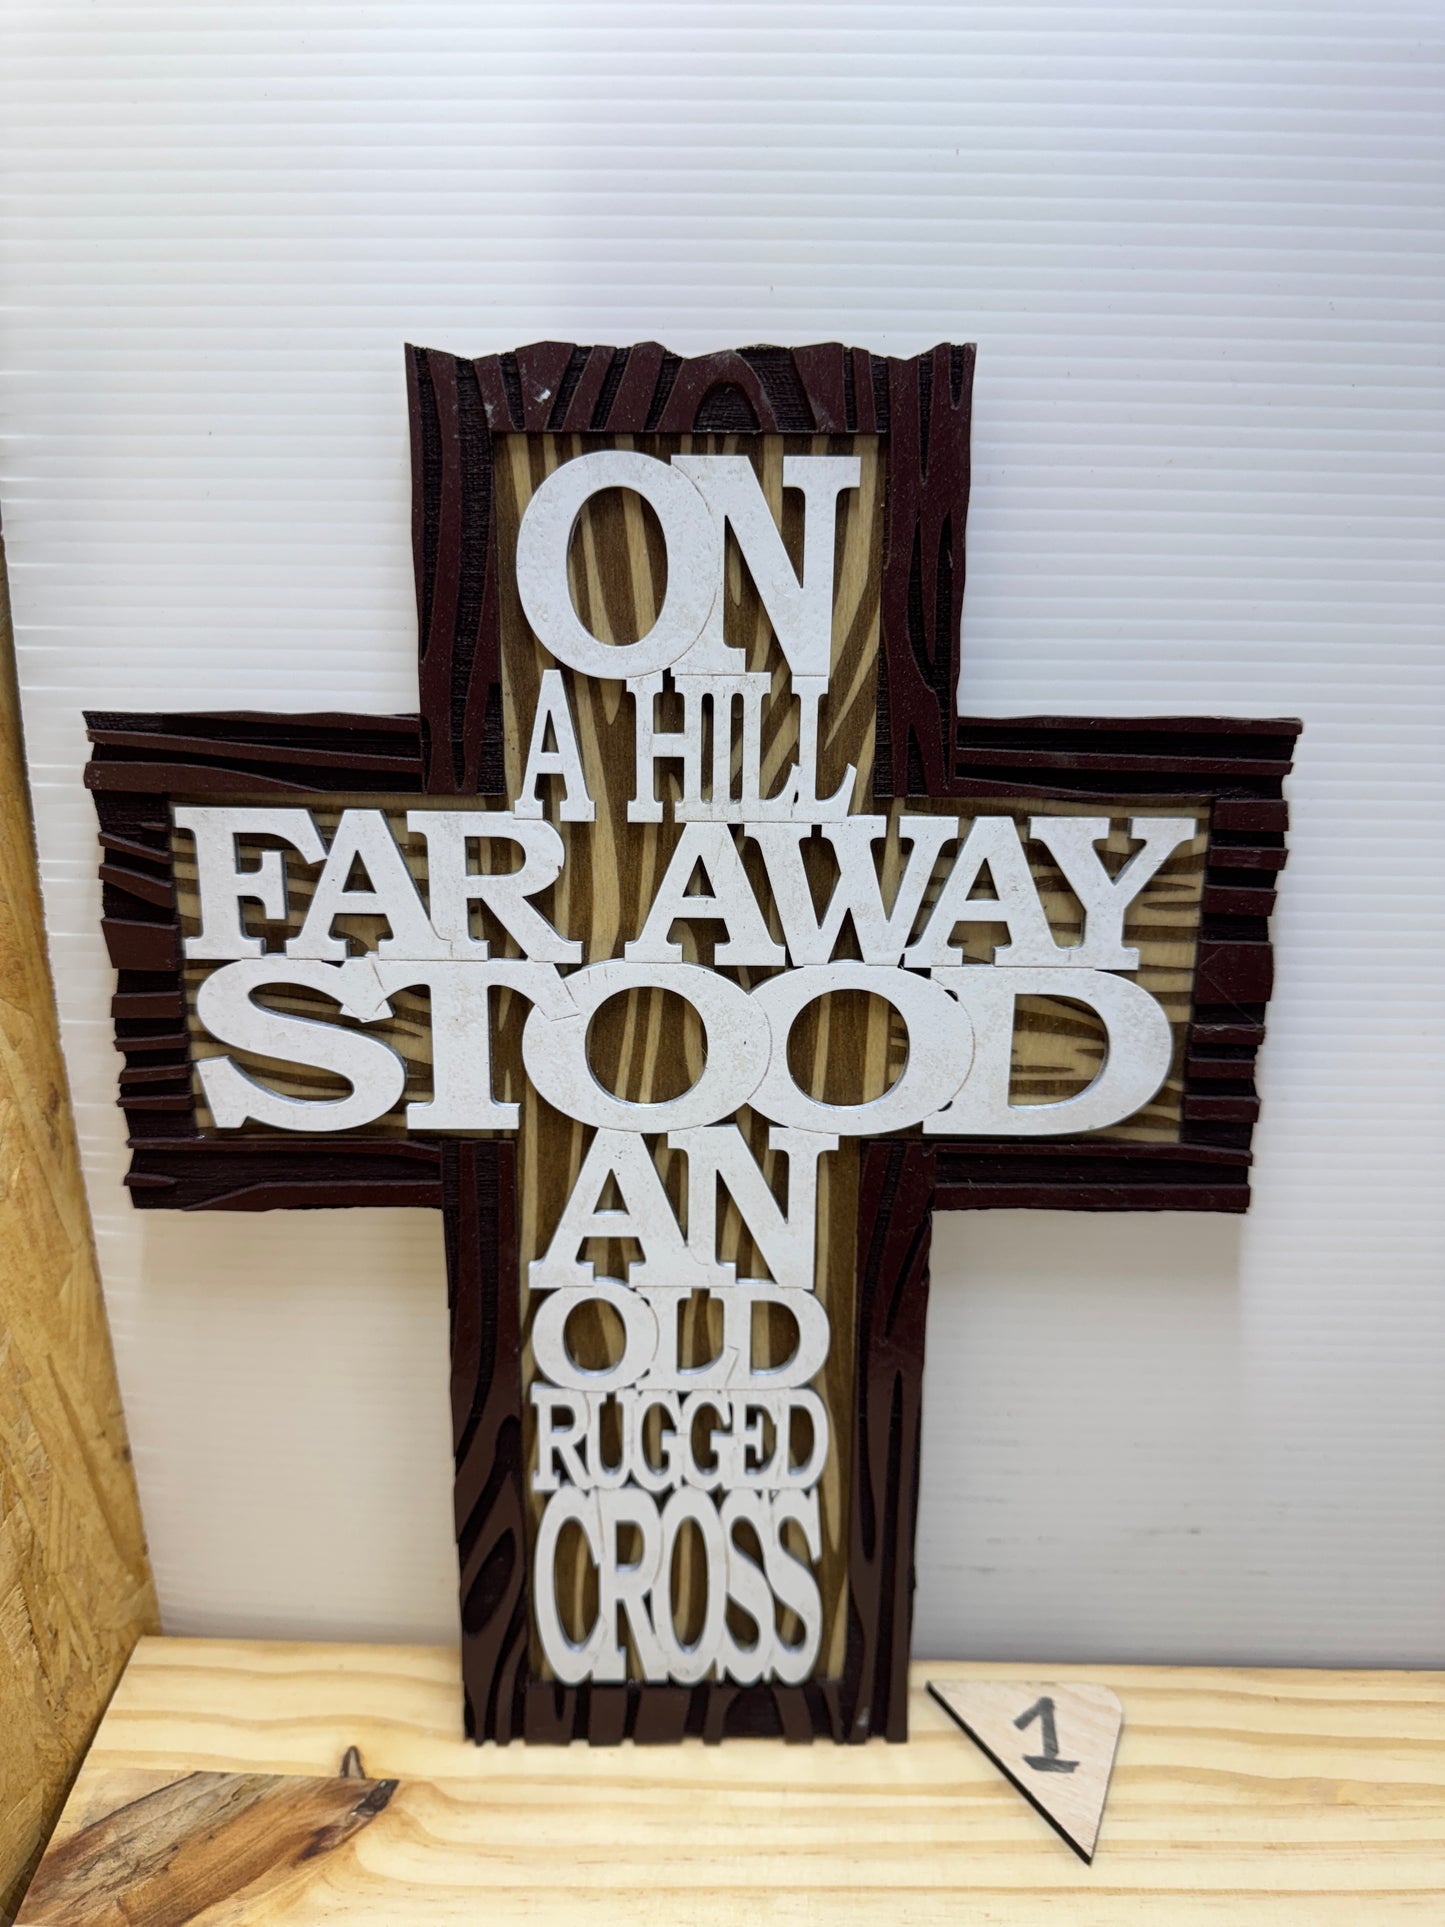 ON
A HILL
FAR AWAY
STOOD
AN
OLD
RUGGED
CROSS
1